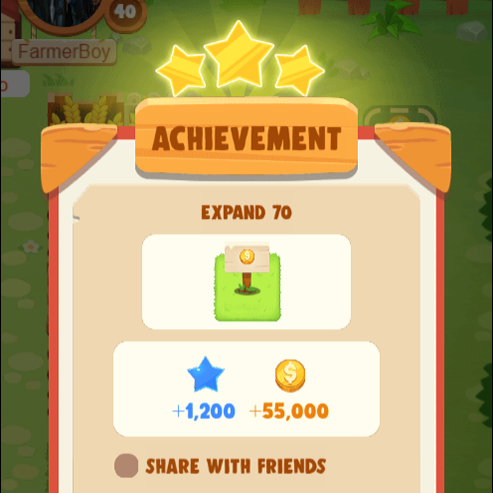 40
FarmerBoy
ACHIEVEMENT
EXPAND 70
+1,200 +55,000
SHARE WITH FRIENDS